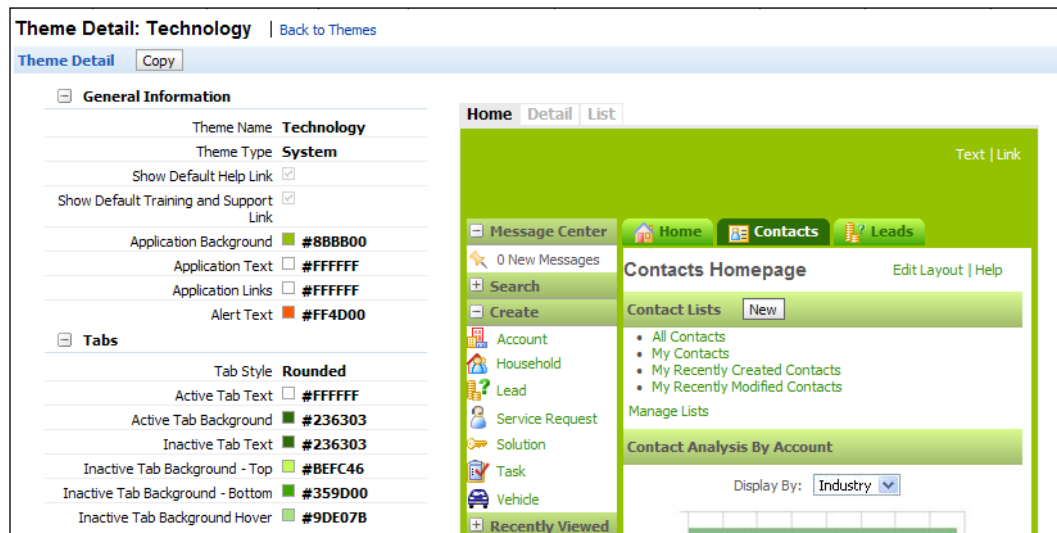 Theme Detail: Technology | Back to Themes
Theme Detail Copy
General Information
Theme Name Technology
Theme Type System
Show Default Help Link
Show Default Training and Support
Link
Application Background #8BBB00
Application Text #FFFFFF
Application Links #FFFFFF
Alert Text #FF4D00
Tabs
Tab Style Rounded
Active Tab Text #FFFFFF
Active Tab Background #236303
Inactive Tab Text #236303
Inactive Tab Background - Top #BEFC46
Inactive Tab Background - Bottom #359D00
Inactive Tab Background Hover #9DE07B
Home Detail List
Text | Link
Message Center
0 New Messages
Search
Create
Account
Household
Lead
Service Request
Solution
Task
Vehicle
Recently Viewed
Home Contacts Leads
Contacts Homepage Edit Layout | Help
Contact Lists New
All Contacts
My Contacts
My Recently Created Contacts
My Recently Modified Contacts
Manage Lists
Contact Analysis By Account
Display By: Industry